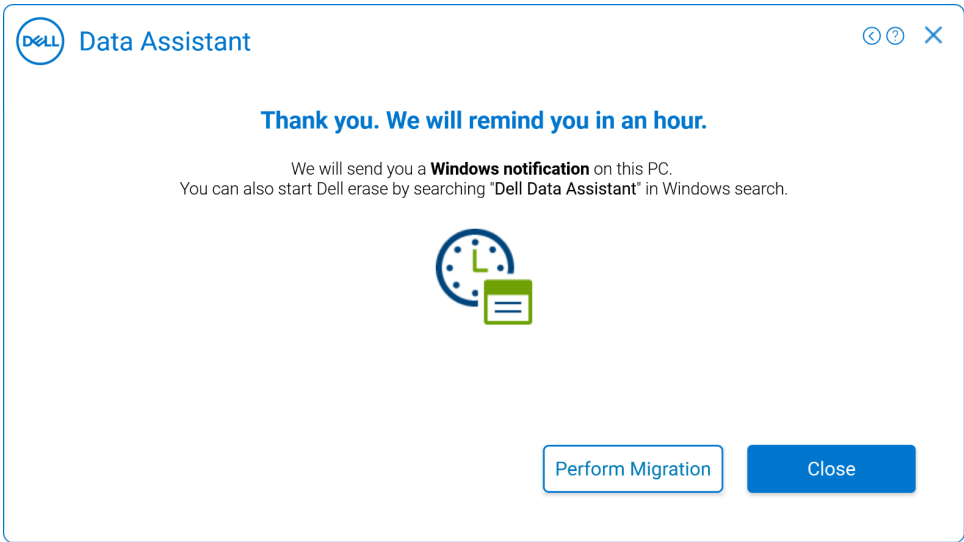 DELL Data Assistant
Thank you. We will remind you in an hour.
We will send you a Windows notification on this PC.
You can also start Dell erase by searching "Dell Data Assistant" in Windows search.
Perform Migration
Close